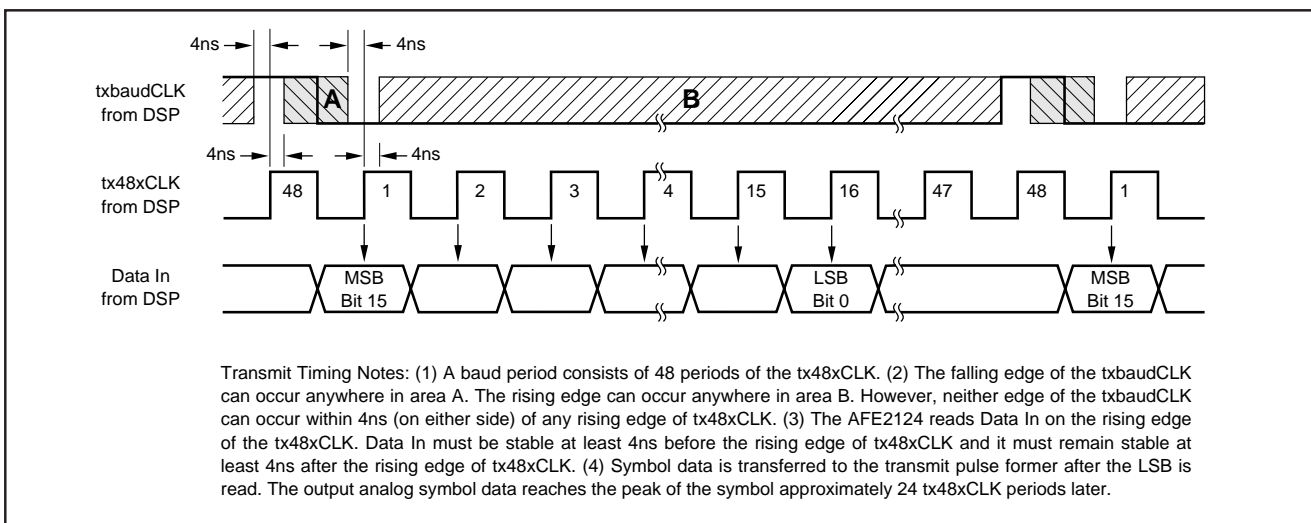 4ns
4ns
txbaudCLK
from DSP
A
B
4ns
4ns
tx48xCLK
from DSP
48
1
2
3
4
15
16
47
48
1
Data In
from DSP
MSB
Bit 15
LSB
Bit 0
MSB
Bit 15
Transmit Timing Notes: (1) A baud period consists of 48 periods of the tx48xCLK. (2) The falling edge of the txbaudCLK
can occur anywhere in area A. The rising edge can occur anywhere in area B. However, neither edge of the txbaudCLK
can occur within 4ns (on either side) of any rising edge of tx48xCLK. (3) The AFE2124 reads Data In on the rising edge
of the tx48xCLK. Data In must be stable at least 4ns before the rising edge of tx48xCLK and it must remain stable at
least 4ns after the rising edge of tx48xCLK. (4) Symbol data is transferred to the transmit pulse former after the LSB is
read. The output analog symbol data reaches the peak of the symbol approximately 24 tx48xCLK periods later.